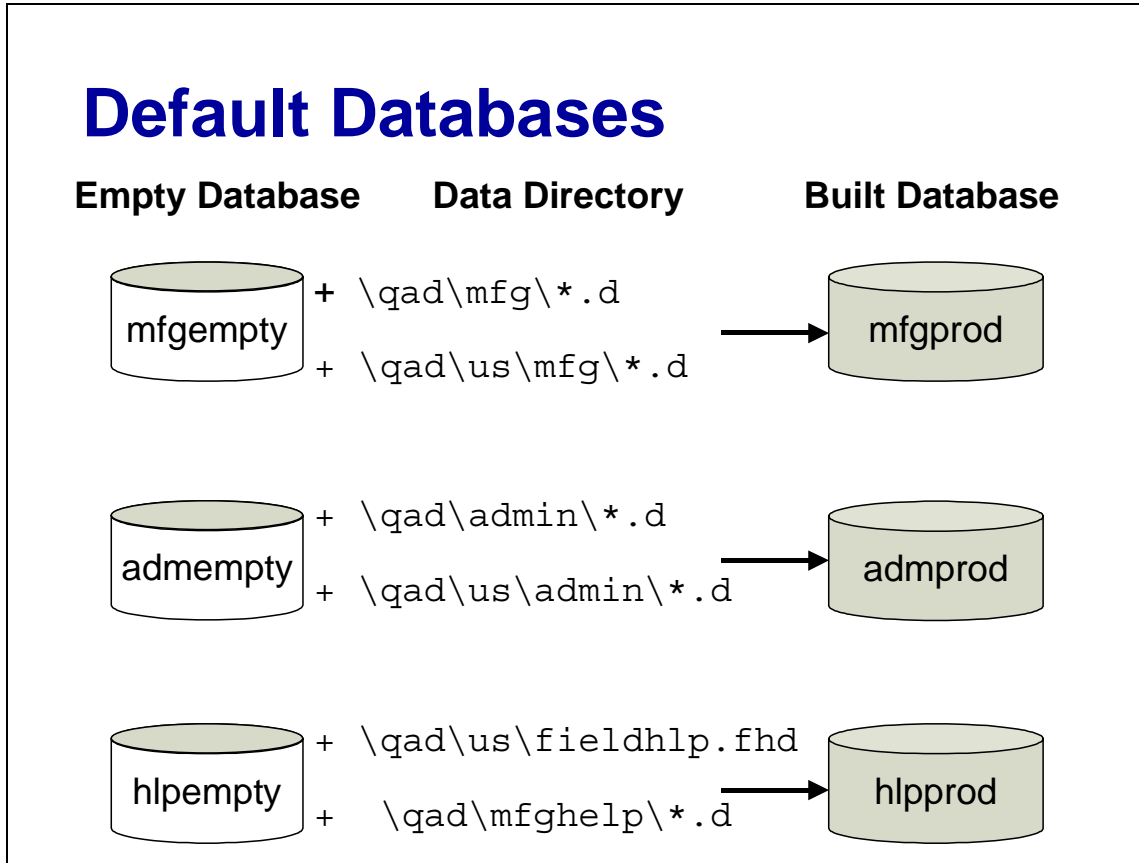 Default Databases
Empty Database Data Directory Built Database
mfgempty
+ \qad\mfg\*.d
+ \qad\us\mfg\*.d
mfgprod
admempty
+ \qad\admin\*.d
+ \qad\us\admin\*.d
admprod
hlpempty
+ \qad\us\fieldhlp.fhd
+ \qad\mfghelp\*.d
hlpprod